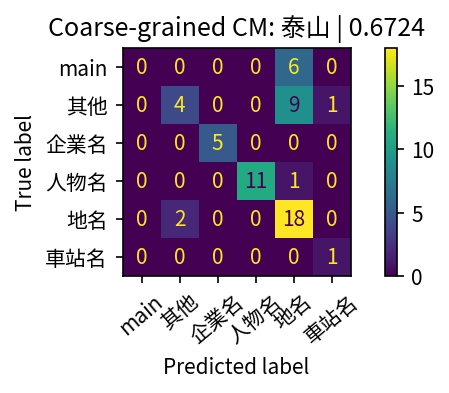 Coarse-grained CM: 泰山 | 0.6724
main 0 0 0 0 6 0
其他 0 4 0 0 9 1
企業名 0 0 5 0 0 0
人物名 0 0 0 11 1 0
地名 0 2 0 0 18 0
車站名 0 0 0 0 0 1
main 其他 企業名 人物名 地名 車站名
Predicted label
True label
15
10
5
0